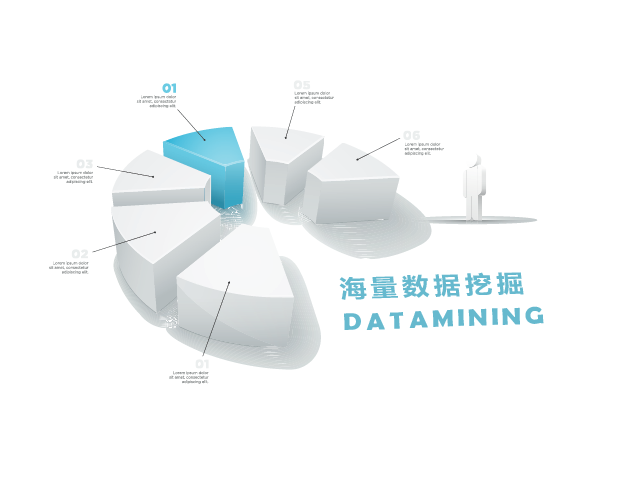 01
Lorem ipsum dolor
sit amet, consectetur
adipiscing elit.
05
Lorem ipsum dolor
sit amet, consectetur
adipiscing elit.
06
Lorem ipsum dolor
sit amet, consectetur
adipiscing elit.
03
Lorem ipsum dolor
sit amet, consectetur
adipiscing elit.
02
Lorem ipsum dolor
sit amet, consectetur
adipiscing elit.
海量数据挖掘
DATAMINING
01
Lorem ipsum dolor
sit amet, consectetur
adipiscing elit.